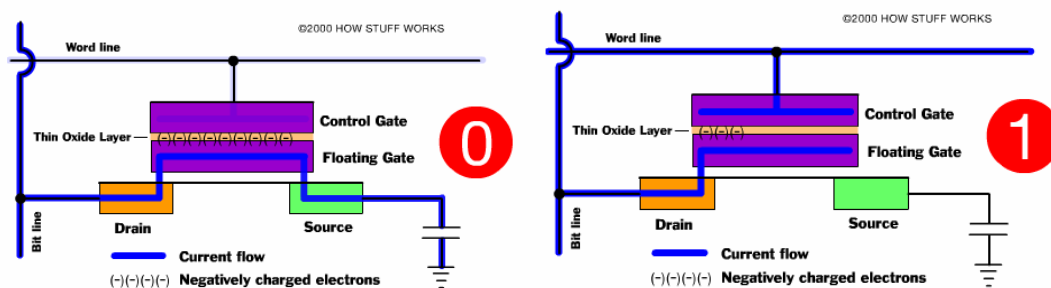 ©2000 HOW STUFF WORKS
Word line
Control Gate
Thin Oxide Layer
(-)(-)(-)(-)(-)(-)(-)(-)(-)
Floating Gate
0
Bit line
Drain
Source
Current flow
(-)(-)(-)(-) Negatively charged electrons
©2000 HOW STUFF WORKS
Word line
Control Gate
Thin Oxide Layer
(-)(-)(-)
Floating Gate
1
Bit line
Drain
Source
Current flow
(-)(-)(-)(-) Negatively charged electrons